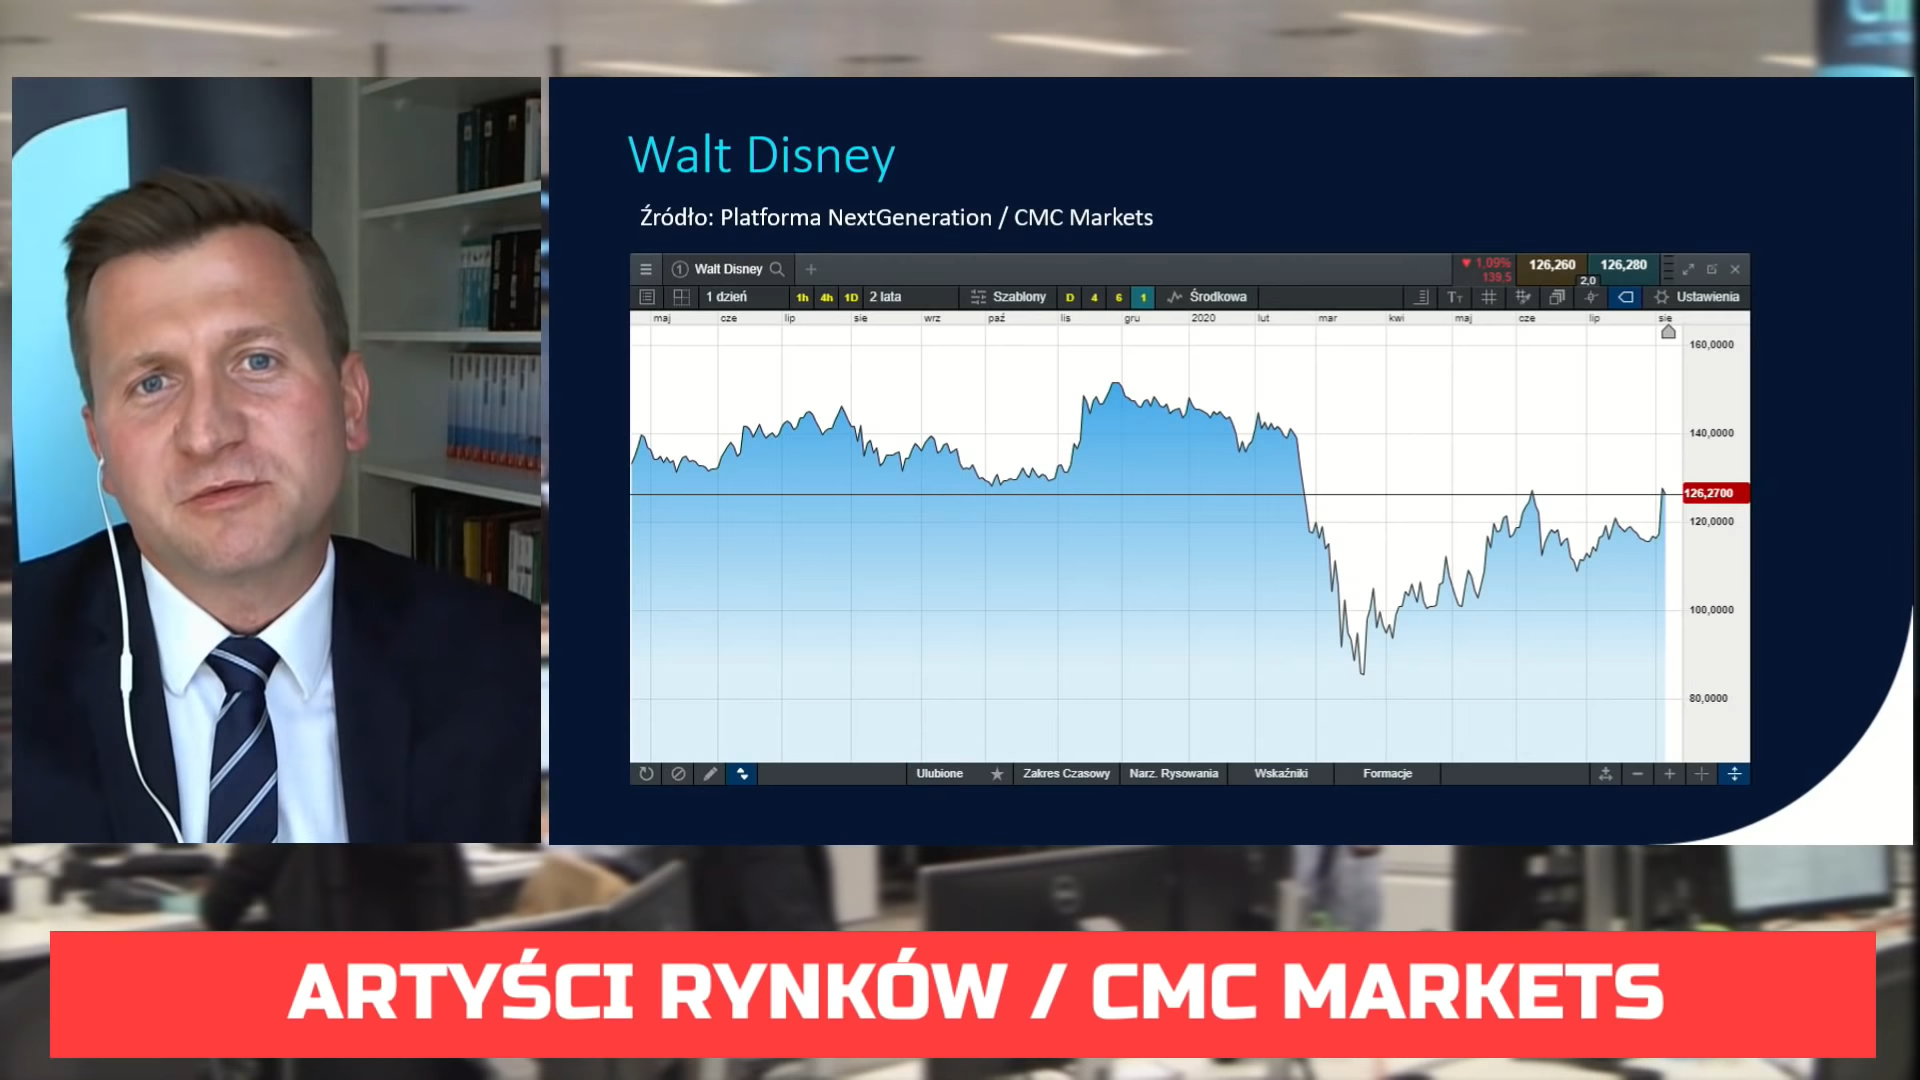 Walt Disney
Źródło: Platforma NextGeneration / CMC Markets
1 Walt Disney + ▼ 1,09% 139,5 126,260 2,0 126,280
1 dzień 1h 4h 1D 2 lata Szablony D 4 6 1 Środkowa Ustawienia
maj cze lip sie wrz paź lis gru 2020 lut mar kwi maj cze lip sie
160,0000
140,0000
126,2700
120,0000
100,0000
80,0000
Ulubione Zakres Czasowy Narz. Rysowania Wskaźniki Formacje
ARTYŚCI RYNKÓW / CMC MARKETS